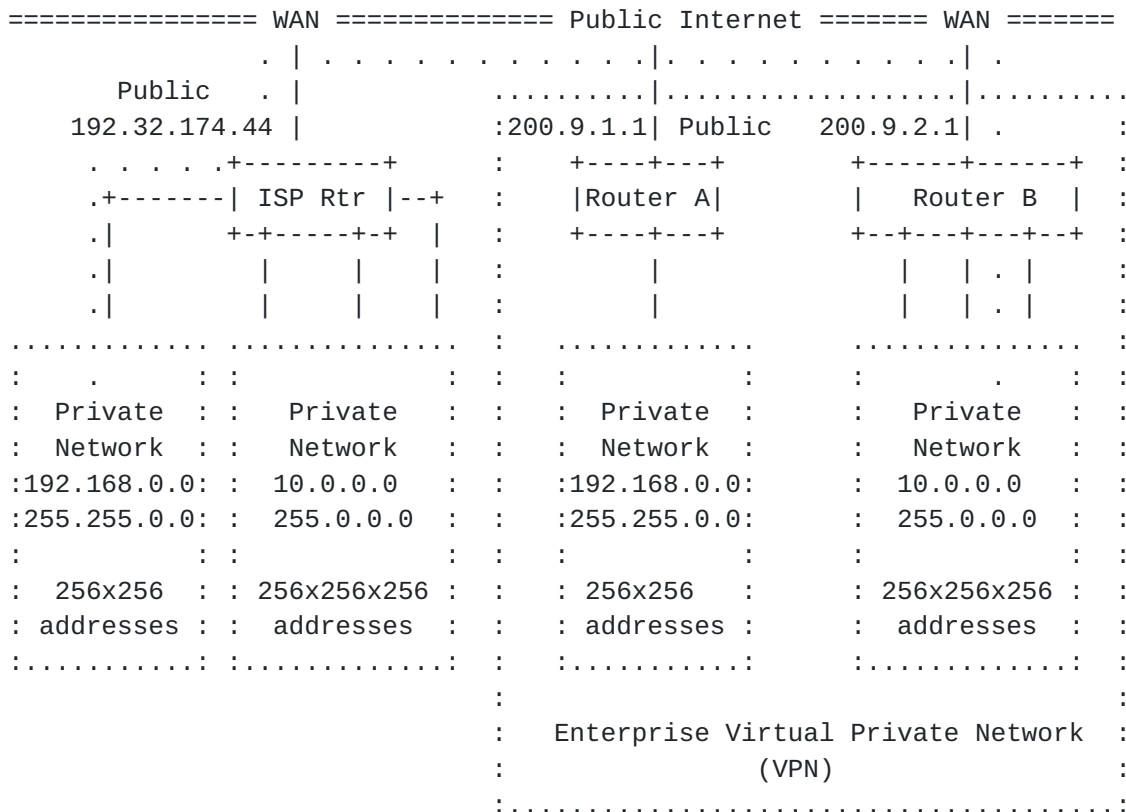 ================ WAN ============== Public Internet ======= WAN =======
Public
192.32.174.44 200.9.1.1 Public 200.9.2.1
ISP Rtr Router A Router B
Private Private Private Private
Network Network Network Network
192.168.0.0 10.0.0.0 192.168.0.0 10.0.0.0
255.255.0.0 255.0.0.0 255.255.0.0 255.0.0.0
256x256 256x256x256 256x256 256x256x256
addresses addresses addresses addresses
Enterprise Virtual Private Network
(VPN)